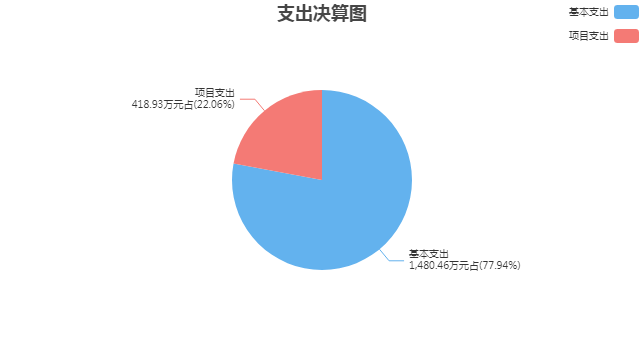 支出决算图
基本支出
项目支出
项目支出
418.93万元占(22.06%)
基本支出
1,480.46万元占(77.94%)